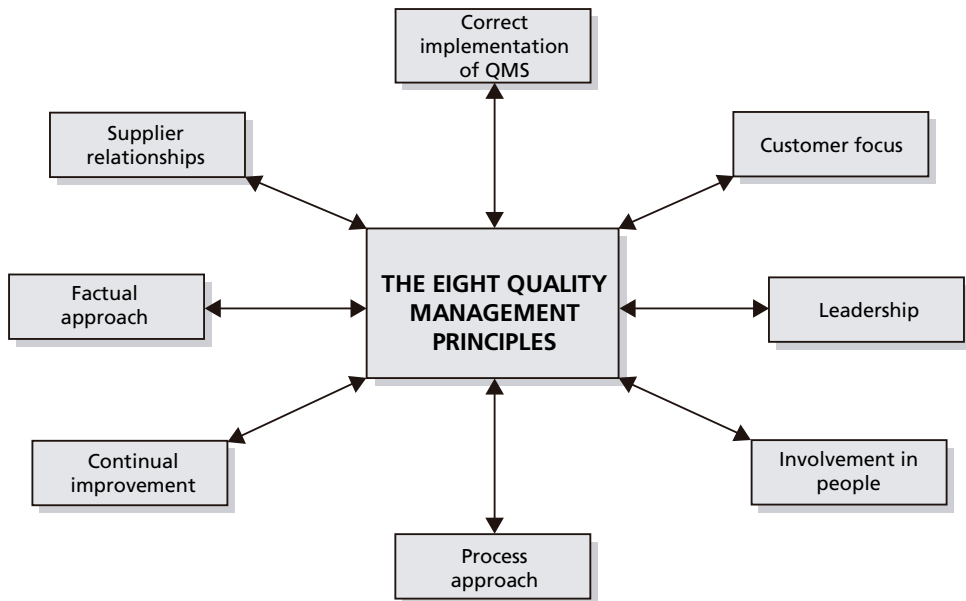 Correct
implementation
of QMS
Supplier
relationships
Customer focus
Factual
approach
THE EIGHT QUALITY
MANAGEMENT
PRINCIPLES
Leadership
Continual
improvement
Involvement in
people
Process
approach